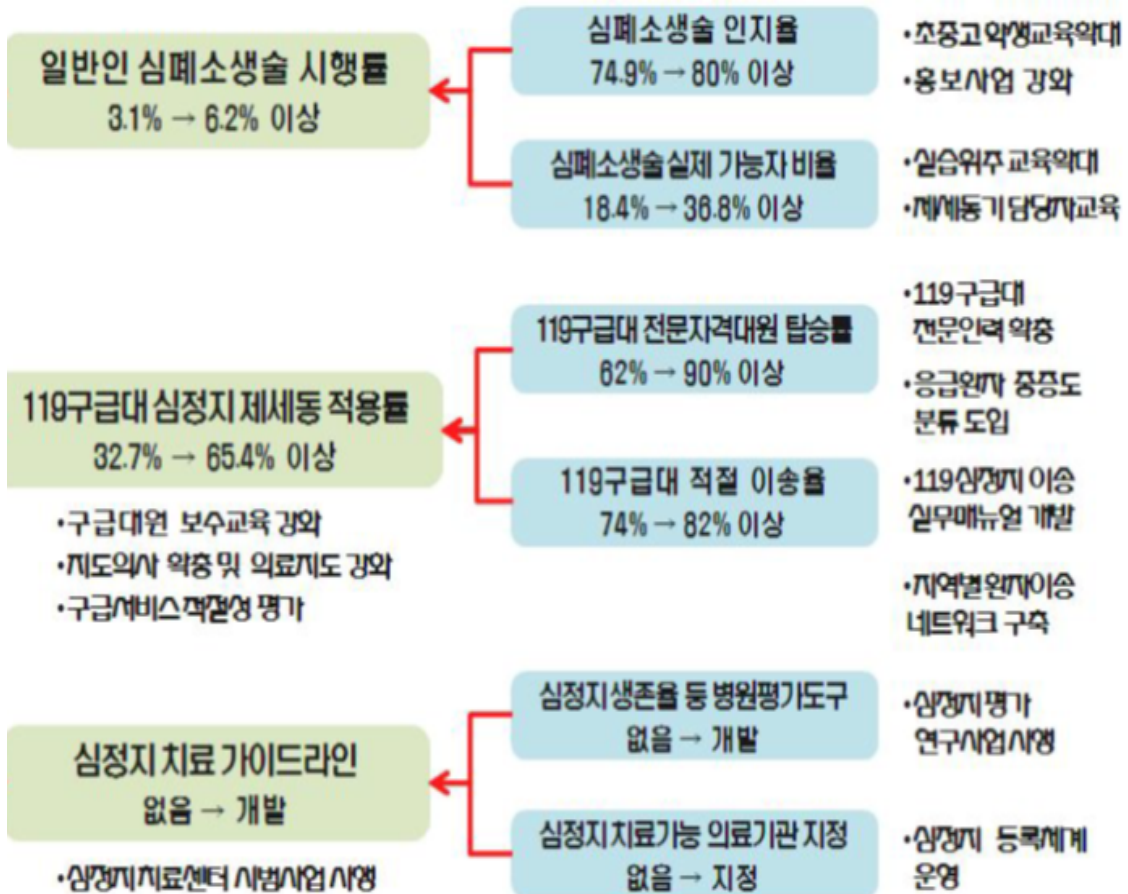 일반인 심폐소생술 시행률
3.1% → 6.2% 이상
심폐소생술 인지율
74.9% → 80% 이상
•초중고 학생교육확대
•홍보사업 강화
심폐소생술 실제 가능자 비율
18.4% → 36.8% 이상
•실습위주 교육확대
•제세동기 담당자교육
119구급대 심정지 제세동 적용률
32.7% → 65.4% 이상
•구급대원 보수교육 강화
•지도의사 확충 및 의료지도 강화
•구급서비스 적절성 평가
119구급대 전문자격대원 탑승률
62% → 90% 이상
•119구급대
전문인력 확충
•응급환자 중증도
분류 도입
119구급대 적절 이송율
74% → 82% 이상
•119심정지 이송
실무매뉴얼 개발
•지역별 환자이송
네트워크 구축
심정지 치료 가이드라인
없음 → 개발
•심정지치료센터 시범사업 시행
심정지 생존율 등 병원평가도구
없음 → 개발
•심정지 평가
연구사업 시행
심정지 치료가능 의료기관 지정
없음 → 지정
•심정지 등록체계
운영